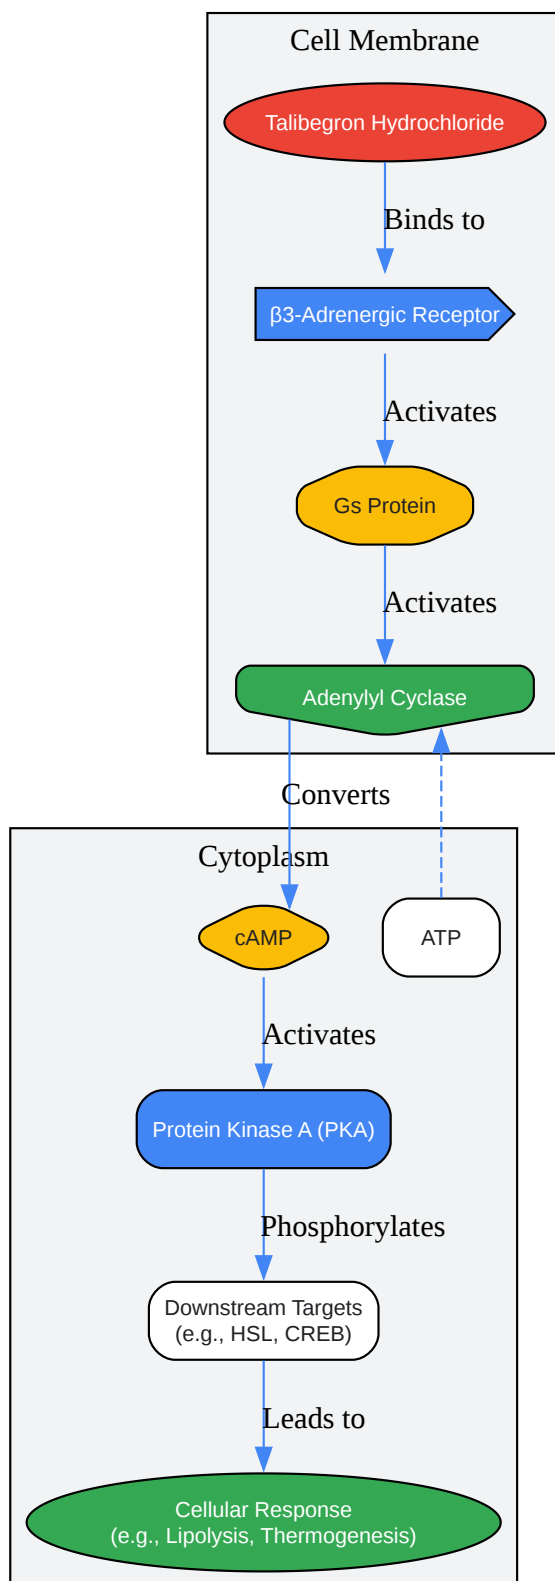 Cell Membrane
Talibegron Hydrochloride
Binds to
β3-Adrenergic Receptor
Activates
Gs Protein
Activates
Adenylyl Cyclase
Converts
Cytoplasm
cAMP
ATP
Activates
Protein Kinase A (PKA)
Phosphorylates
Downstream Targets
(e.g., HSL, CREB)
Leads to
Cellular Response
(e.g., Lipolysis, Thermogenesis)